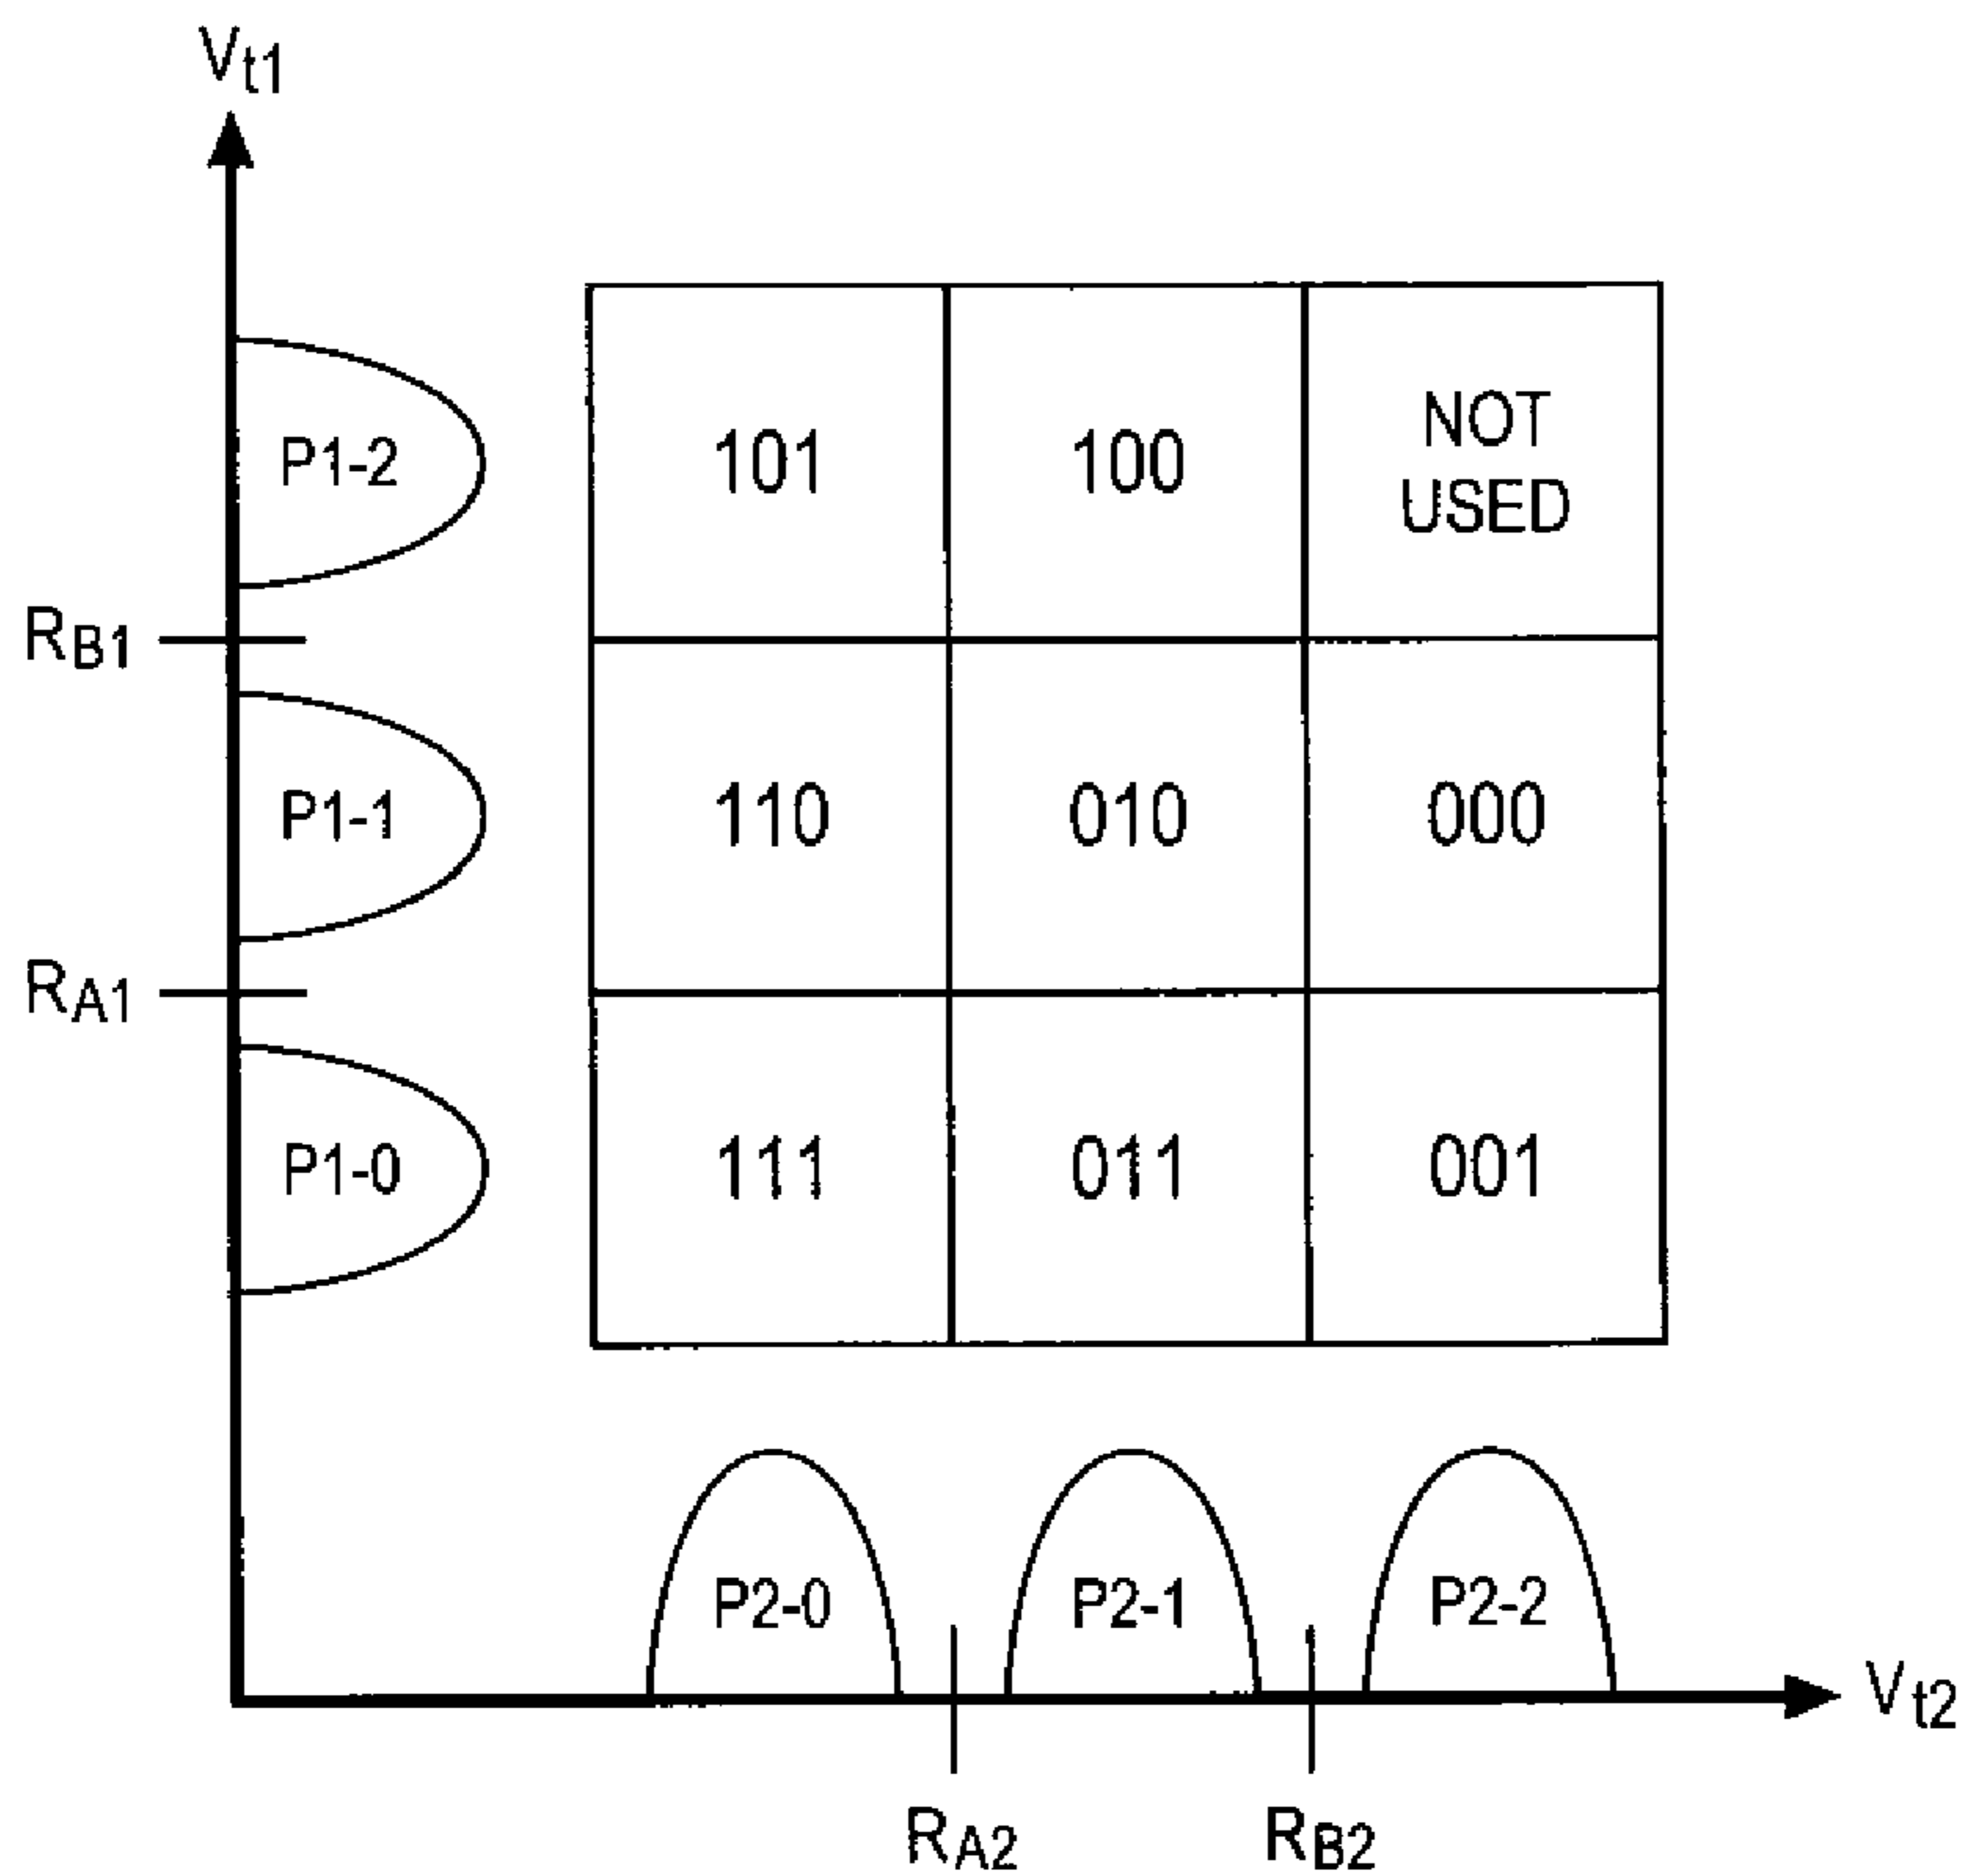 Vt1
P1-2
101
100
NOT
USED
RB1
P1-1
110
010
000
RA1
P1-0
111
011
001
P2-0
P2-1
P2-2
Vt2
RA2
RB2